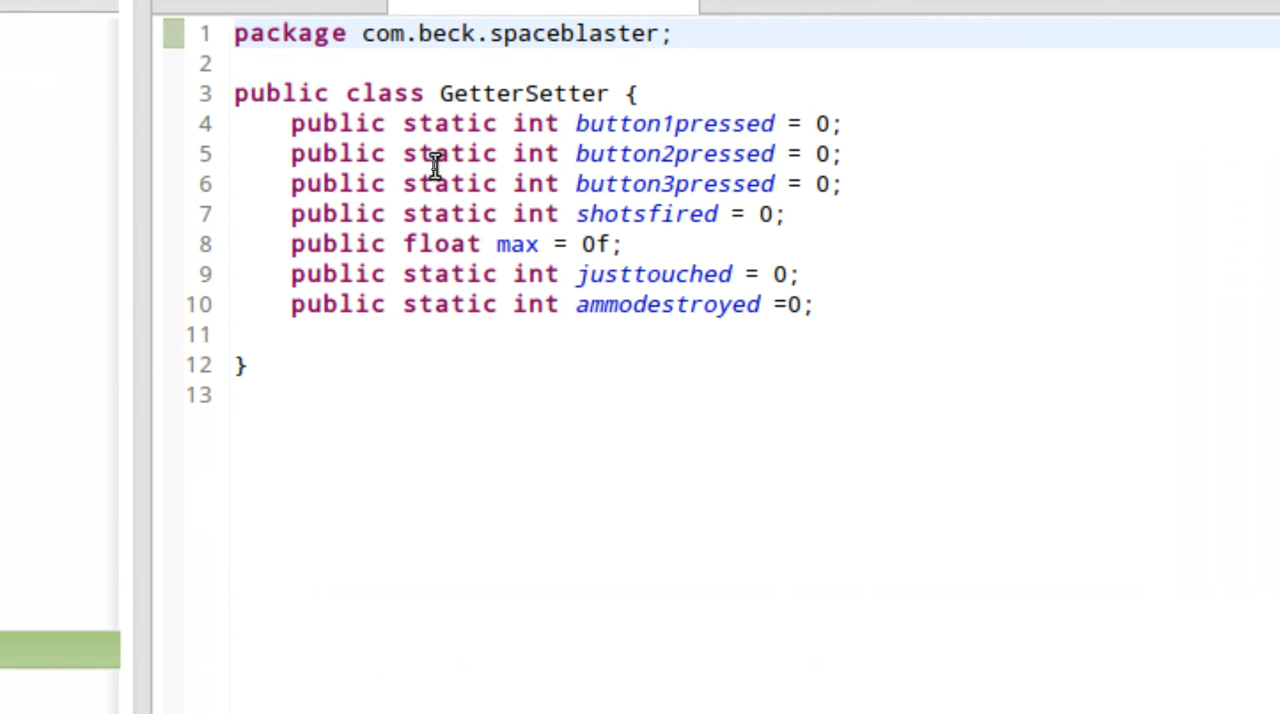 1 package com.beck.spaceblaster;
2
3 public class GetterSetter {
4 public static int button1pressed = 0;
5 public static int button2pressed = 0;
6 public static int button3pressed = 0;
7 public static int shotsfired = 0;
8 public float max = 0f;
9 public static int justtouched = 0;
10 public static int ammodestroyed =0;
11
12 }
13